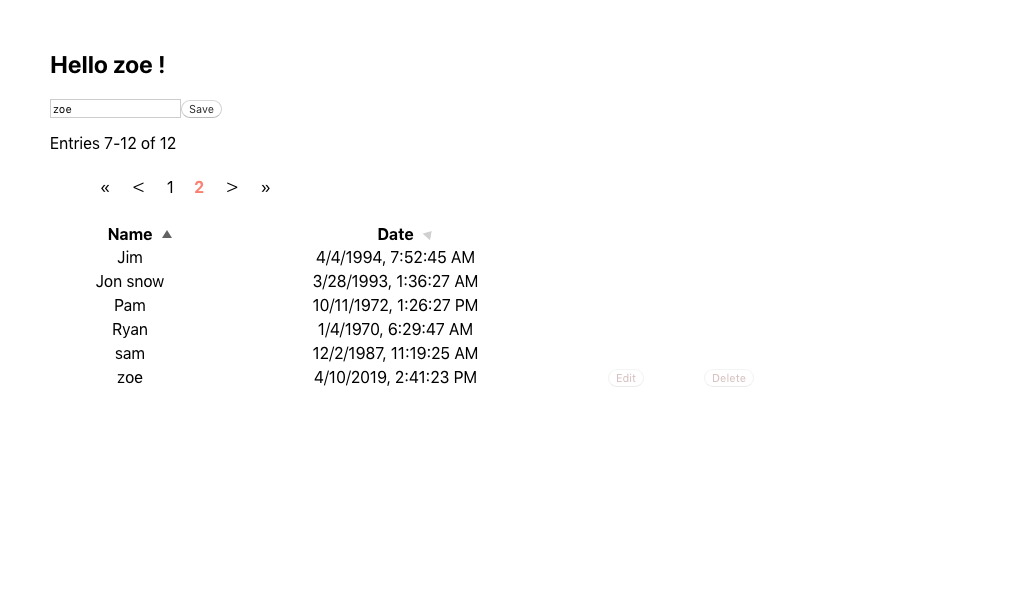 Hello zoe !
zoe Save
Entries 7-12 of 12
« < 1 2 > »
Name ▲ Date ◀
Jim 4/4/1994, 7:52:45 AM
Jon snow 3/28/1993, 1:36:27 AM
Pam 10/11/1972, 1:26:27 PM
Ryan 1/4/1970, 6:29:47 AM
sam 12/2/1987, 11:19:25 AM
zoe 4/10/2019, 2:41:23 PM Edit Delete